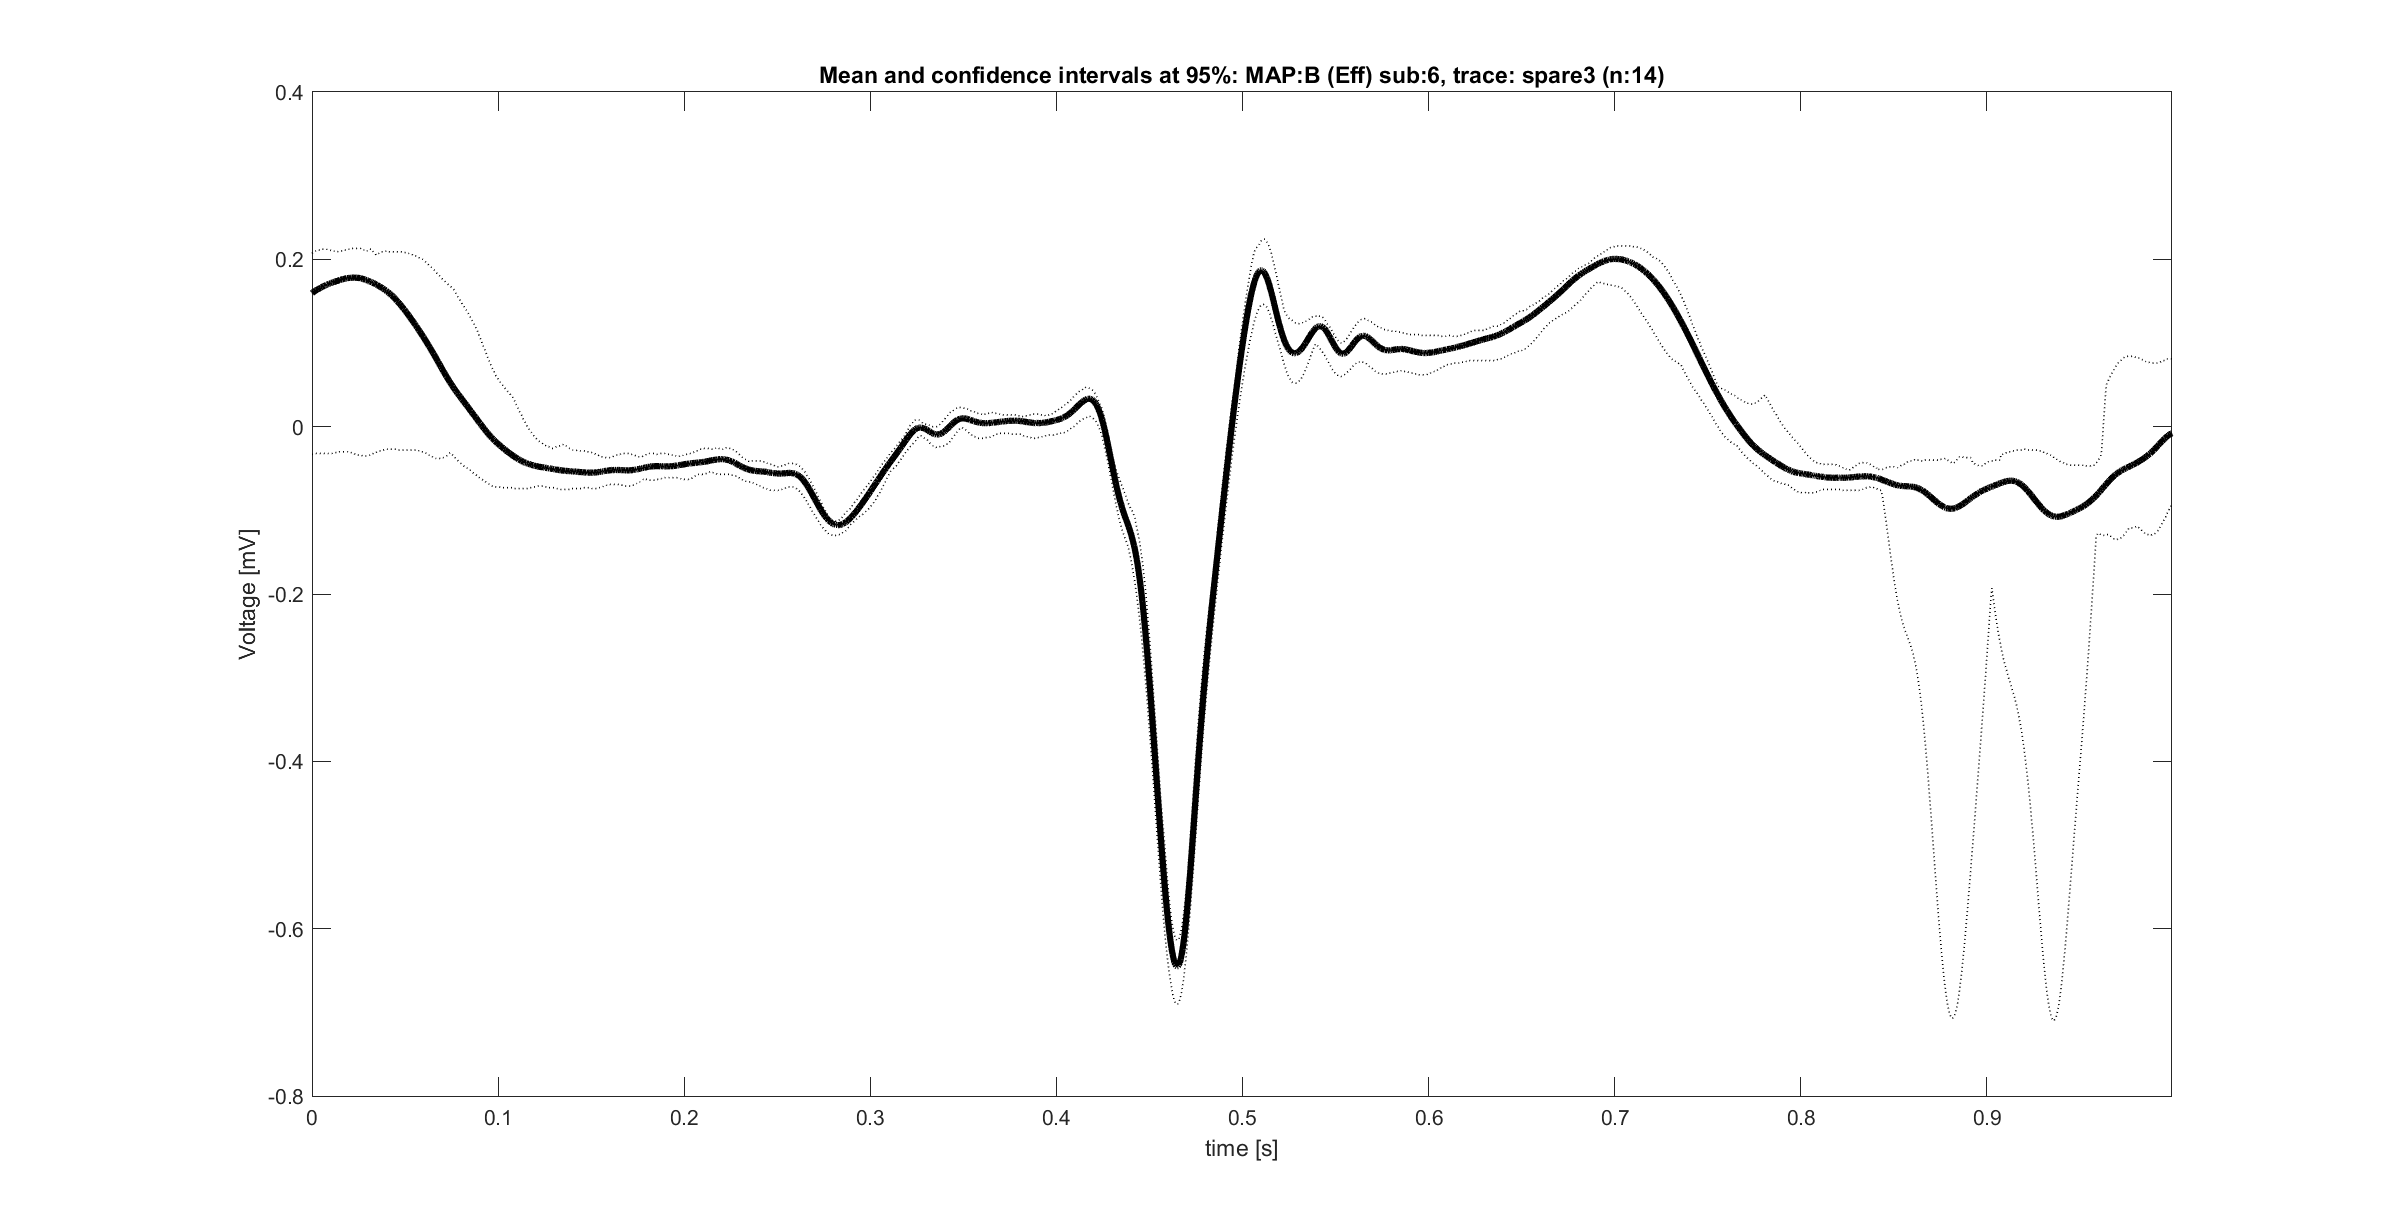 Mean and confidence intervals at 95%: MAP:B (Eff) sub:6, trace: spare3 (n:14)
0.4
0.2
0
-0.2
-0.4
-0.6
-0.8
Voltage [mV]
0 0.1 0.2 0.3 0.4 0.5 0.6 0.7 0.8 0.9
time [s]